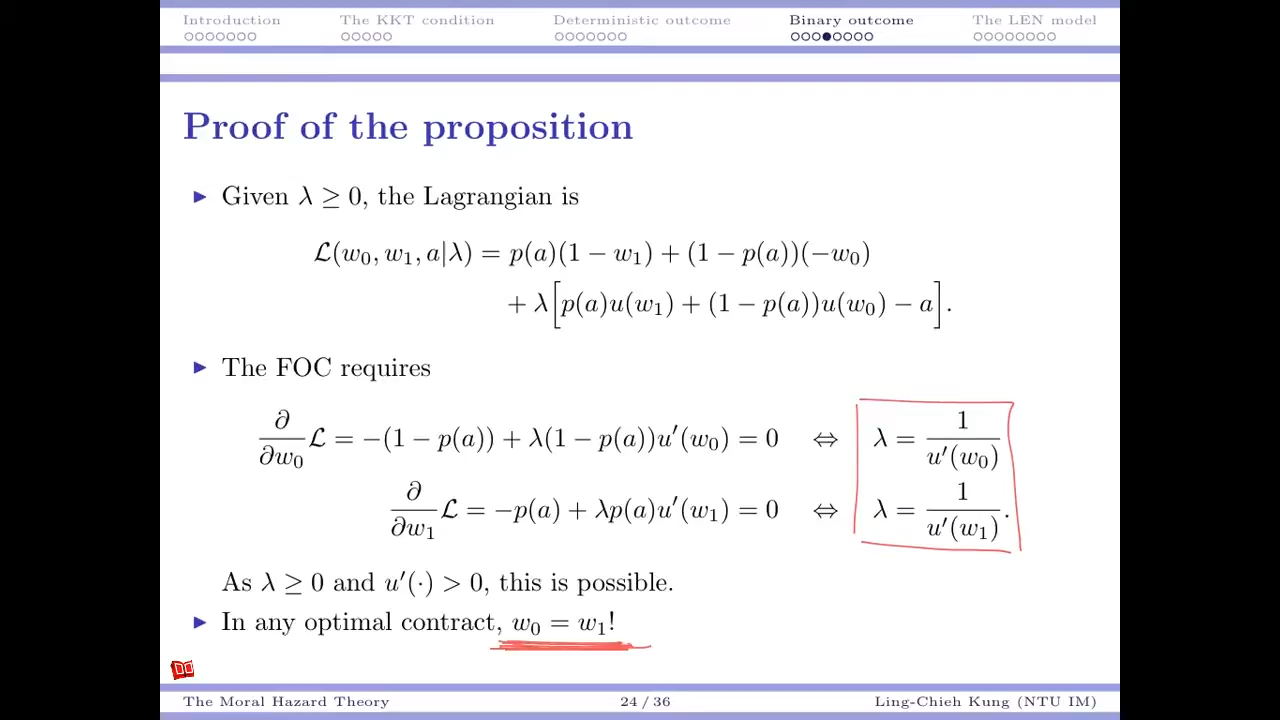 Introduction The KKT condition Deterministic outcome Binary outcome The LEN model
Proof of the proposition
▶ Given λ ≥ 0, the Lagrangian is
ℒ(w₀, w₁, a|λ) = p(a)(1 − w₁) + (1 − p(a))(−w₀)
+ λ[p(a)u(w₁) + (1 − p(a))u(w₀) − a].
▶ The FOC requires
∂/∂w₀ ℒ = −(1 − p(a)) + λ(1 − p(a))u′(w₀) = 0 ⇔ λ = 1/u′(w₀)
∂/∂w₁ ℒ = −p(a) + λp(a)u′(w₁) = 0 ⇔ λ = 1/u′(w₁).
As λ ≥ 0 and u′(·) > 0, this is possible.
▶ In any optimal contract, w₀ = w₁!
The Moral Hazard Theory 24 / 36 Ling-Chieh Kung (NTU IM)